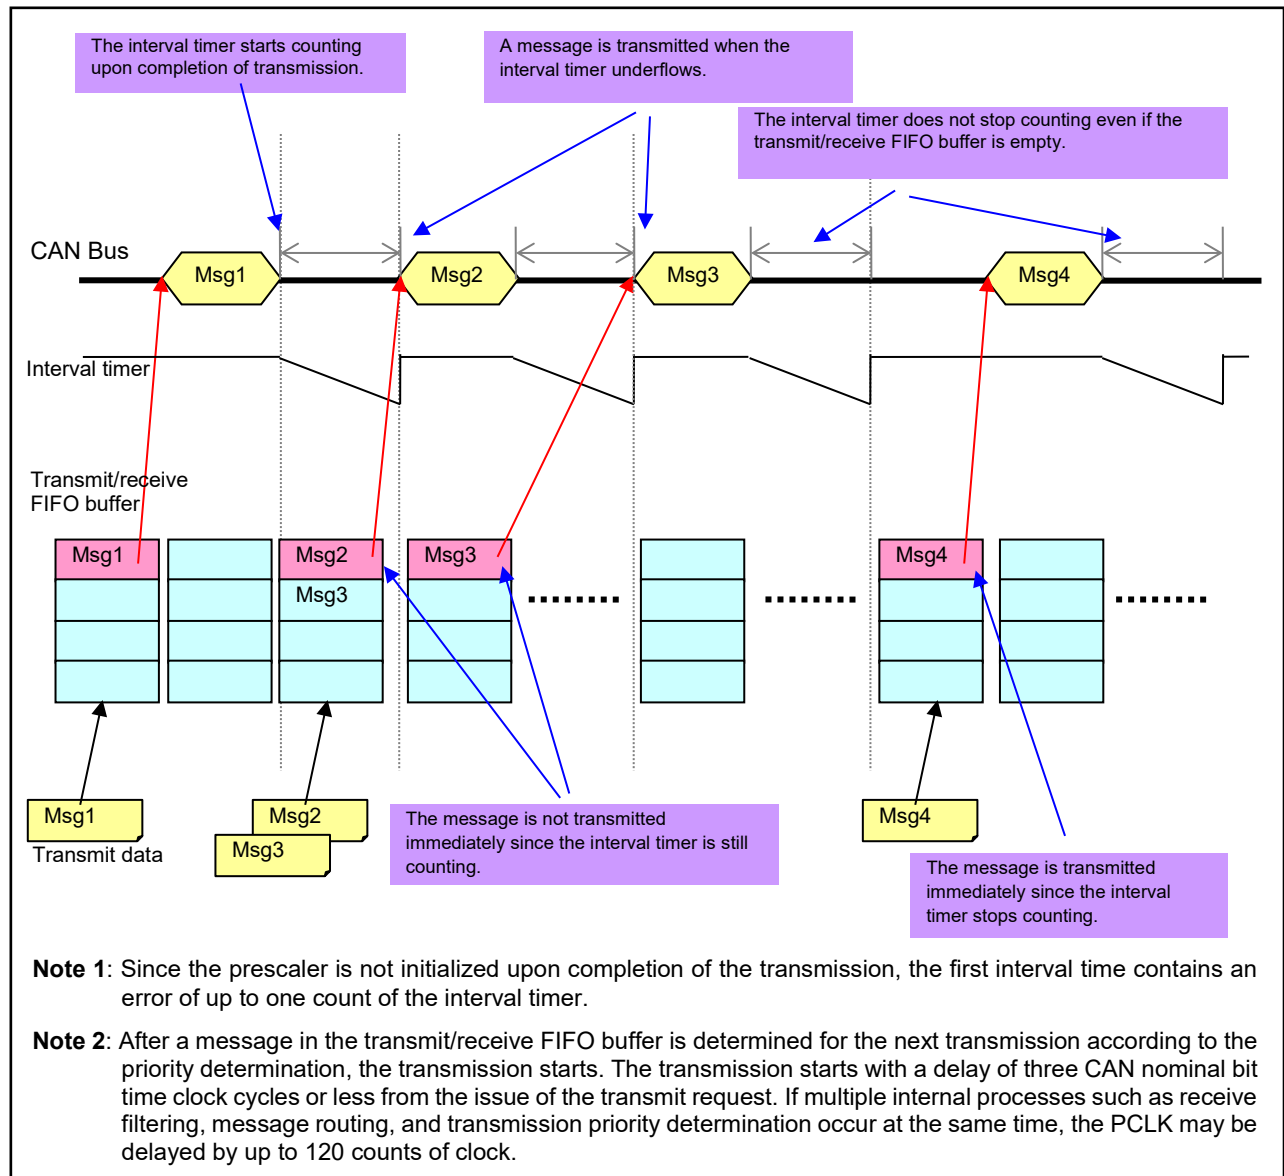 The interval timer starts counting
upon completion of transmission.
A message is transmitted when the
interval timer underflows.
The interval timer does not stop counting even if the
transmit/receive FIFO buffer is empty.
CAN Bus
Msg1
Msg2
Msg3
Msg4
Interval timer
Transmit/receive
FIFO buffer
Msg1
Msg2
Msg3
Msg4
Msg3
Msg1
Msg2
Msg3
Msg4
Transmit data
The message is not transmitted
immediately since the interval timer is still
counting.
The message is transmitted
immediately since the interval
timer stops counting.
Note 1: Since the prescaler is not initialized upon completion of the transmission, the first interval time contains an
error of up to one count of the interval timer.
Note 2: After a message in the transmit/receive FIFO buffer is determined for the next transmission according to the
priority determination, the transmission starts. The transmission starts with a delay of three CAN nominal bit
time clock cycles or less from the issue of the transmit request. If multiple internal processes such as receive
filtering, message routing, and transmission priority determination occur at the same time, the PCLK may be
delayed by up to 120 counts of clock.